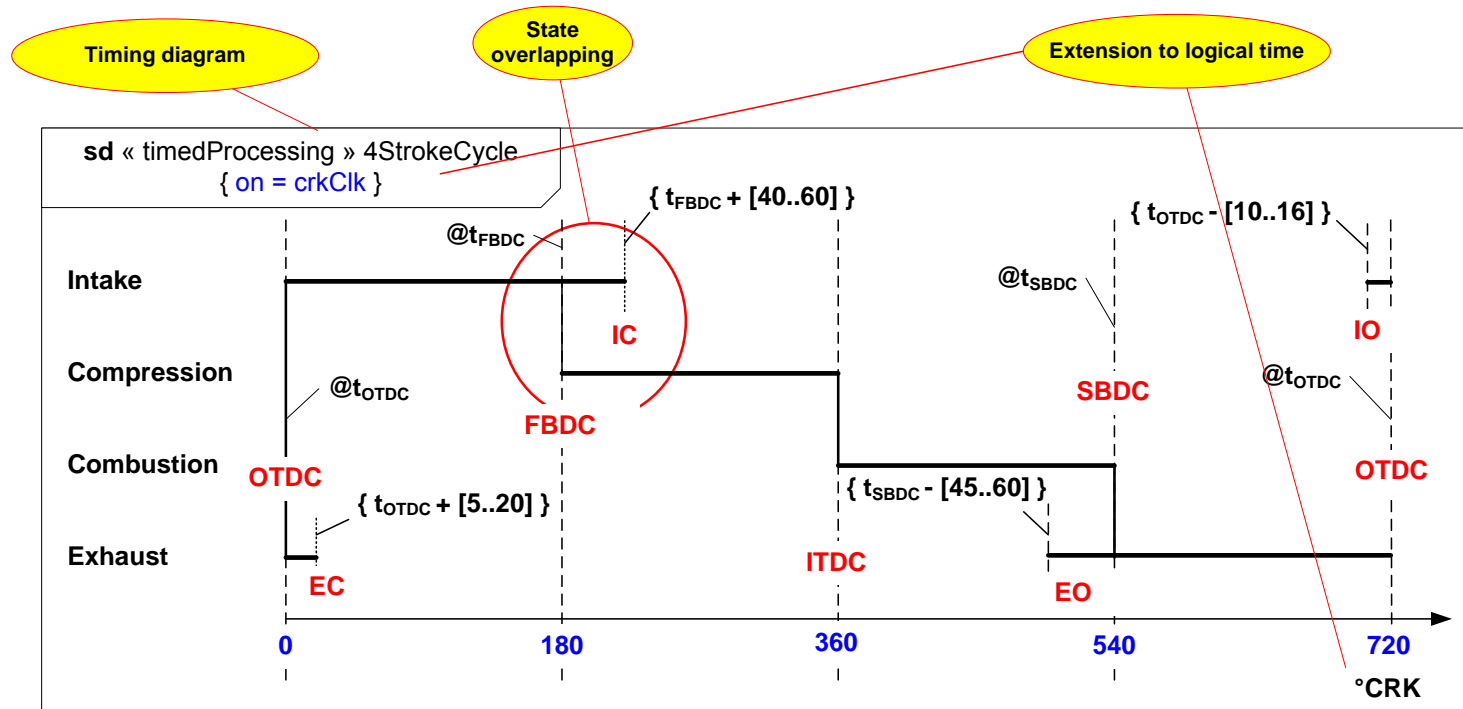 Timing diagram
State
overlapping
Extension to logical time
sd « timedProcessing » 4StrokeCycle
{ on = crkClk }
{ tFBDC + [40..60] }
{ tOTDC - [10..16] }
@tFBDC
Intake
@tSBDC
IC
IO
Compression
@tOTDC
SBDC
@tOTDC
FBDC
Combustion
OTDC
OTDC
{ tSBDC - [45..60] }
{ tOTDC + [5..20] }
Exhaust
ITDC
EC
EO
0
180
360
540
720
°CRK